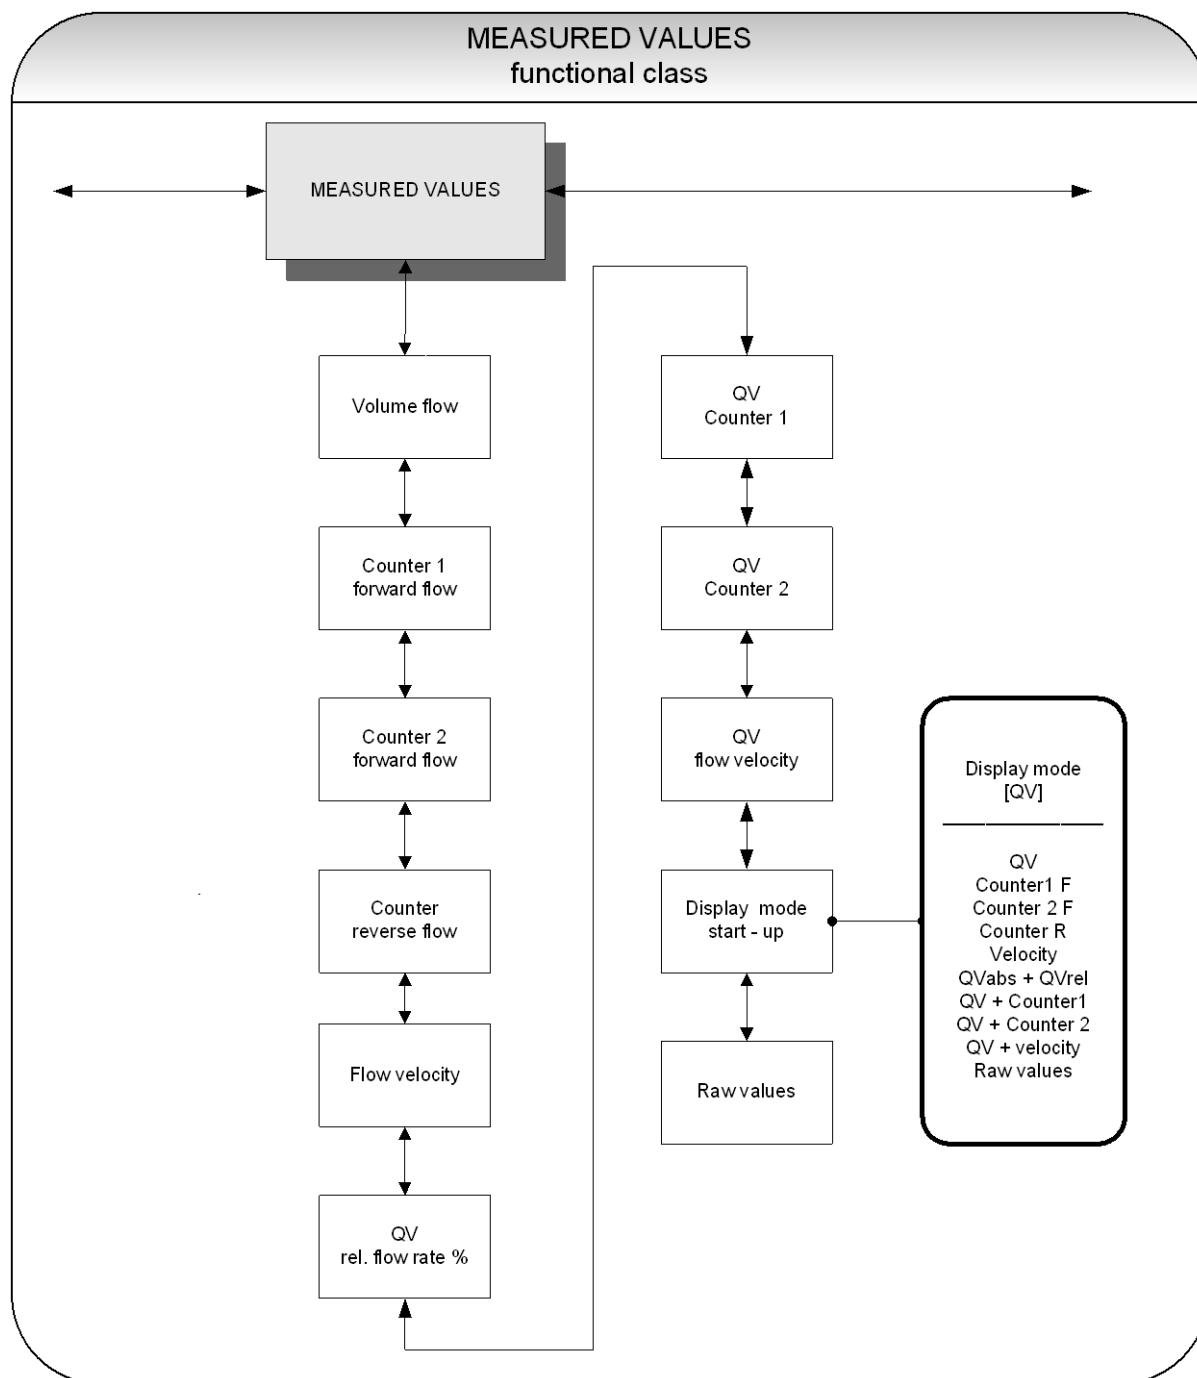 MEASURED VALUES
functional class
MEASURED VALUES
Volume flow
Counter 1
forward flow
Counter 2
forward flow
Counter
reverse flow
Flow velocity
QV
rel. flow rate %
QV
Counter 1
QV
Counter 2
QV
flow velocity
Display mode
start - up
Raw values
Display mode
[QV]
QV
Counter1 F
Counter 2 F
Counter R
Velocity
QVabs + QVrel
QV + Counter1
QV + Counter 2
QV + velocity
Raw values